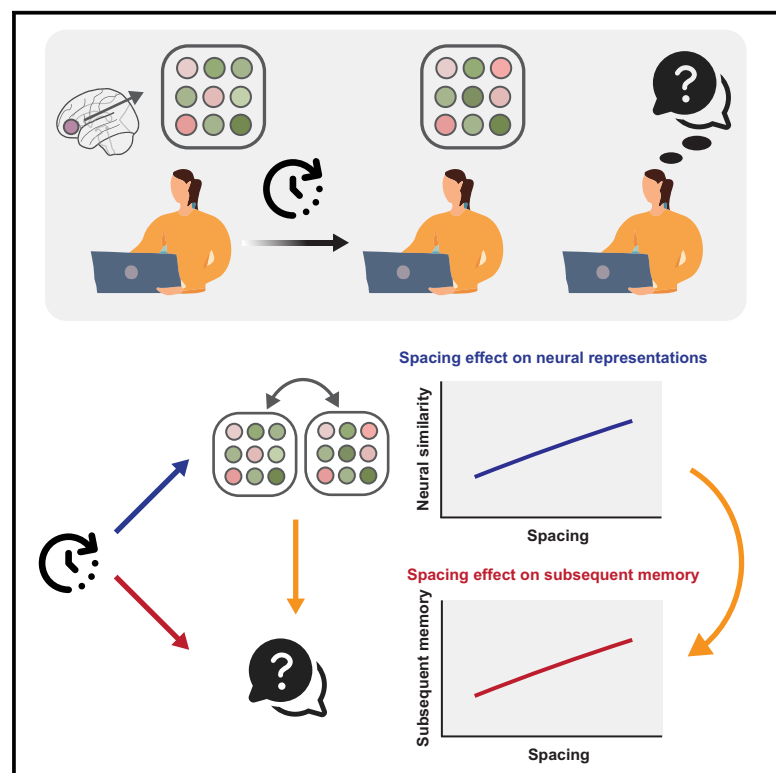 ?
Spacing effect on neural representations
Neural similarity
Spacing
Spacing effect on subsequent memory
Subsequent memory
Spacing
?